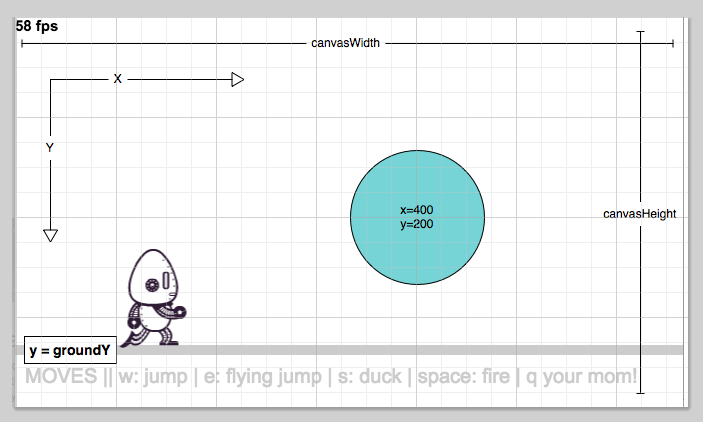 58 fps
canvasWidth
X
Y
x=400
y=200
canvasHeight
y = groundY
MOVES || w: jump | e: flying jump | s: duck | space: fire | q your mom!